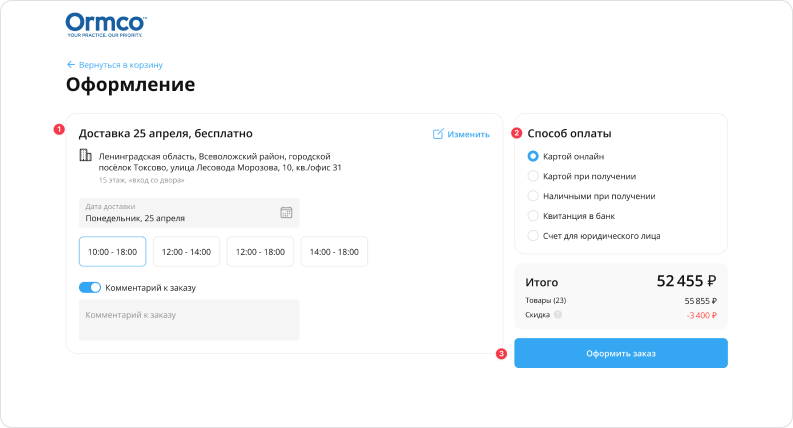 Ormco™
YOUR PRACTICE. OUR PRIORITY.
← Вернуться в корзину
Оформление
1
Доставка 25 апреля, бесплатно
Изменить
Ленинградская область, Всеволожский район, городской
посёлок Токсово, улица Лесовода Морозова, 10, кв./офис 31
15 этаж, «вход со двора»
Дата доставки
Понедельник, 25 апреля
10:00 - 18:00
12:00 - 14:00
12:00 - 18:00
14:00 - 18:00
Комментарий к заказу
Комментарий к заказу
2
Способ оплаты
Картой онлайн
Картой при получении
Наличными при получении
Квитанция в банк
Счет для юридического лица
Итого 52 455 ₽
Товары (23) 55 855 ₽
Скидка ? -3 400 ₽
3
Оформить заказ